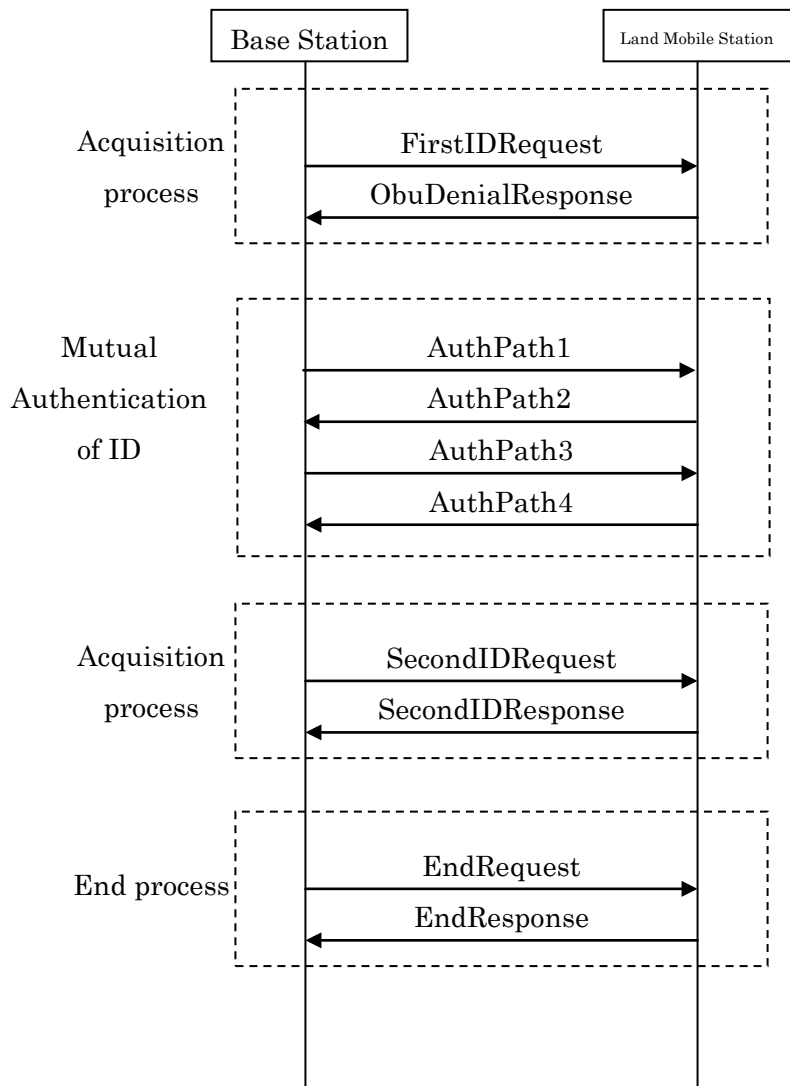 Base Station
Land Mobile Station
Acquisition
process
FirstIDRequest
ObuDenialResponse
Mutual
Authentication
of ID
AuthPath1
AuthPath2
AuthPath3
AuthPath4
Acquisition
process
SecondIDRequest
SecondIDResponse
End process
EndRequest
EndResponse